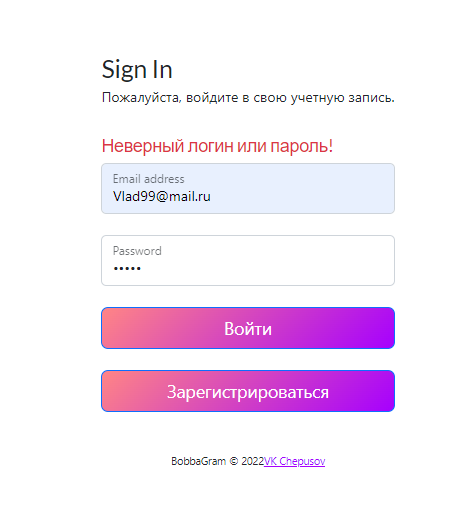 Sign In
Пожалуйста, войдите в свою учетную запись.
Неверный логин или пароль!
Email address
Vlad99@mail.ru
Password
•••••
Войти
Зарегистрироваться
BobbaGram © 2022VK Chepusov